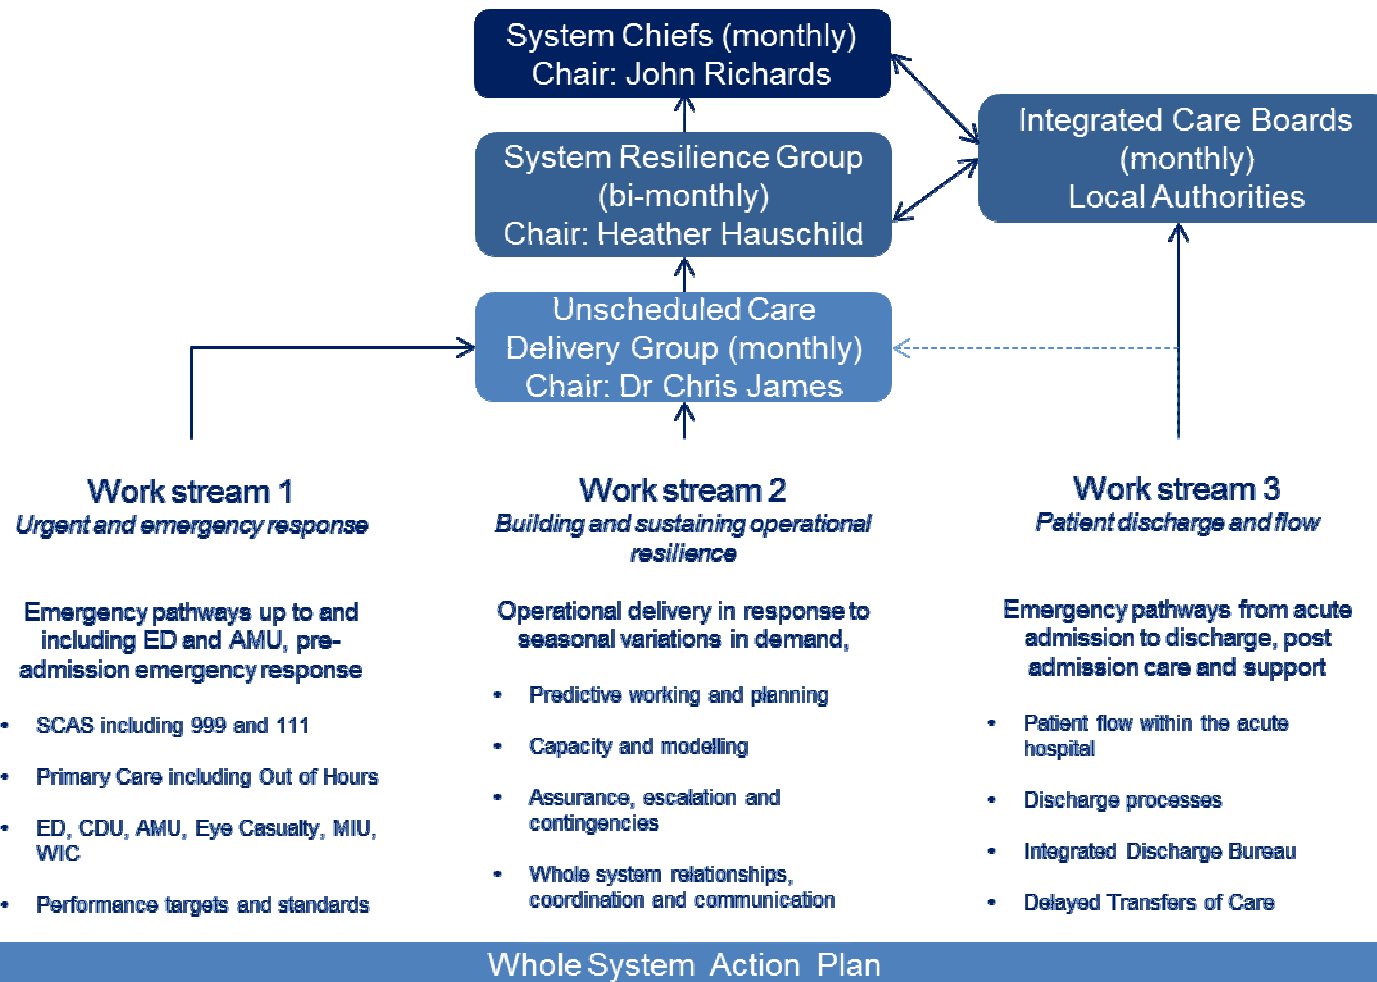 System Chiefs (monthly)
Chair: John Richards
Integrated Care Boards
(monthly)
Local Authorities
System Resilience Group
(bi-monthly)
Chair: Heather Hauschild
Unscheduled Care
Delivery Group (monthly)
Chair: Dr Chris James
Work stream 1
Urgent and emergency response
Emergency pathways up to and
including ED and AMU, pre-
admission emergency response
• SCAS including 999 and 111
• Primary Care including Out of Hours
• ED, CDU, AMU, Eye Casualty, MIU,
WIC
• Performance targets and standards
Work stream 2
Building and sustaining operational
resilience
Operational delivery in response to
seasonal variations in demand,
• Predictive working and planning
• Capacity and modelling
• Assurance, escalation and
contingencies
• Whole system relationships,
coordination and communication
Work stream 3
Patient discharge and flow
Emergency pathways from acute
admission to discharge, post
admission care and support
• Patient flow within the acute
hospital
• Discharge processes
• Integrated Discharge Bureau
• Delayed Transfers of Care
Whole System Action Plan